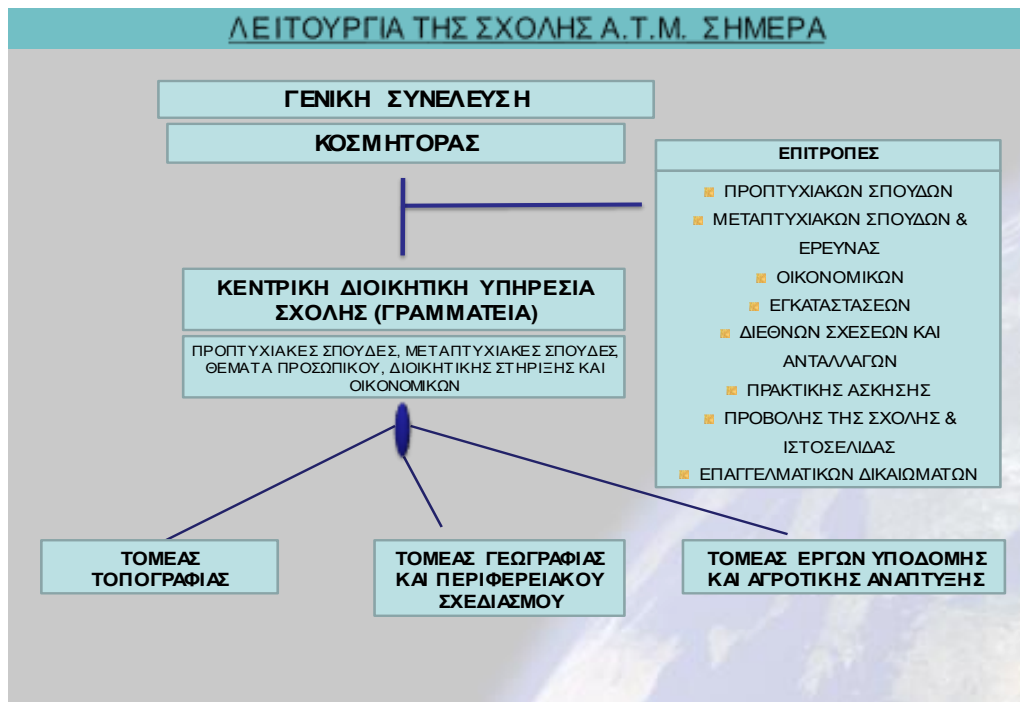 ΛΕΙΤΟΥΡΓΙΑ ΤΗΣ ΣΧΟΛΗΣ Α.Τ.Μ. ΣΗΜΕΡΑ
ΓΕΝΙΚΗ ΣΥΝΕΛΕΥΣΗ
ΚΟΣΜΗΤΟΡΑΣ
ΕΠΙΤΡΟΠΕΣ
ΠΡΟΠΤΥΧΙΑΚΩΝ ΣΠΟΥΔΩΝ
ΜΕΤΑΠΤΥΧΙΑΚΩΝ ΣΠΟΥΔΩΝ &
ΕΡΕΥΝΑΣ
ΟΙΚΟΝΟΜΙΚΩΝ
ΕΓΚΑΤΑΣΤΑΣΕΩΝ
ΔΙΕΘΝΩΝ ΣΧΕΣΕΩΝ ΚΑΙ
ΑΝΤΑΛΛΑΓΩΝ
ΠΡΑΚΤΙΚΗΣ ΑΣΚΗΣΗΣ
ΠΡΟΒΟΛΗΣ ΤΗΣ ΣΧΟΛΗΣ &
ΙΣΤΟΣΕΛΙΔΑΣ
ΕΠΑΓΓΕΛΜΑΤΙΚΩΝ ΔΙΚΑΙΩΜΑΤΩΝ
ΚΕΝΤΡΙΚΗ ΔΙΟΙΚΗΤΙΚΗ ΥΠΗΡΕΣΙΑ
ΣΧΟΛΗΣ (ΓΡΑΜΜΑΤΕΙΑ)
ΠΡΟΠΤΥΧΙΑΚΕΣ ΣΠΟΥΔΕΣ, ΜΕΤΑΠΤΥΧΙΑΚΕΣ ΣΠΟΥΔΕΣ,
ΘΕΜΑΤΑ ΠΡΟΣΩΠΙΚΟΥ, ΔΙΟΙΚΗΤΙΚΗΣ ΣΤΗΡΙΞΗΣ ΚΑΙ
ΟΙΚΟΝΟΜΙΚΩΝ
ΤΟΜΕΑΣ
ΤΟΠΟΓΡΑΦΙΑΣ
ΤΟΜΕΑΣ ΓΕΩΓΡΑΦΙΑΣ
ΚΑΙ ΠΕΡΙΦΕΡΕΙΑΚΟΥ
ΣΧΕΔΙΑΣΜΟΥ
ΤΟΜΕΑΣ ΕΡΓΩΝ ΥΠΟΔΟΜΗΣ
ΚΑΙ ΑΓΡΟΤΙΚΗΣ ΑΝΑΠΤΥΞΗΣ